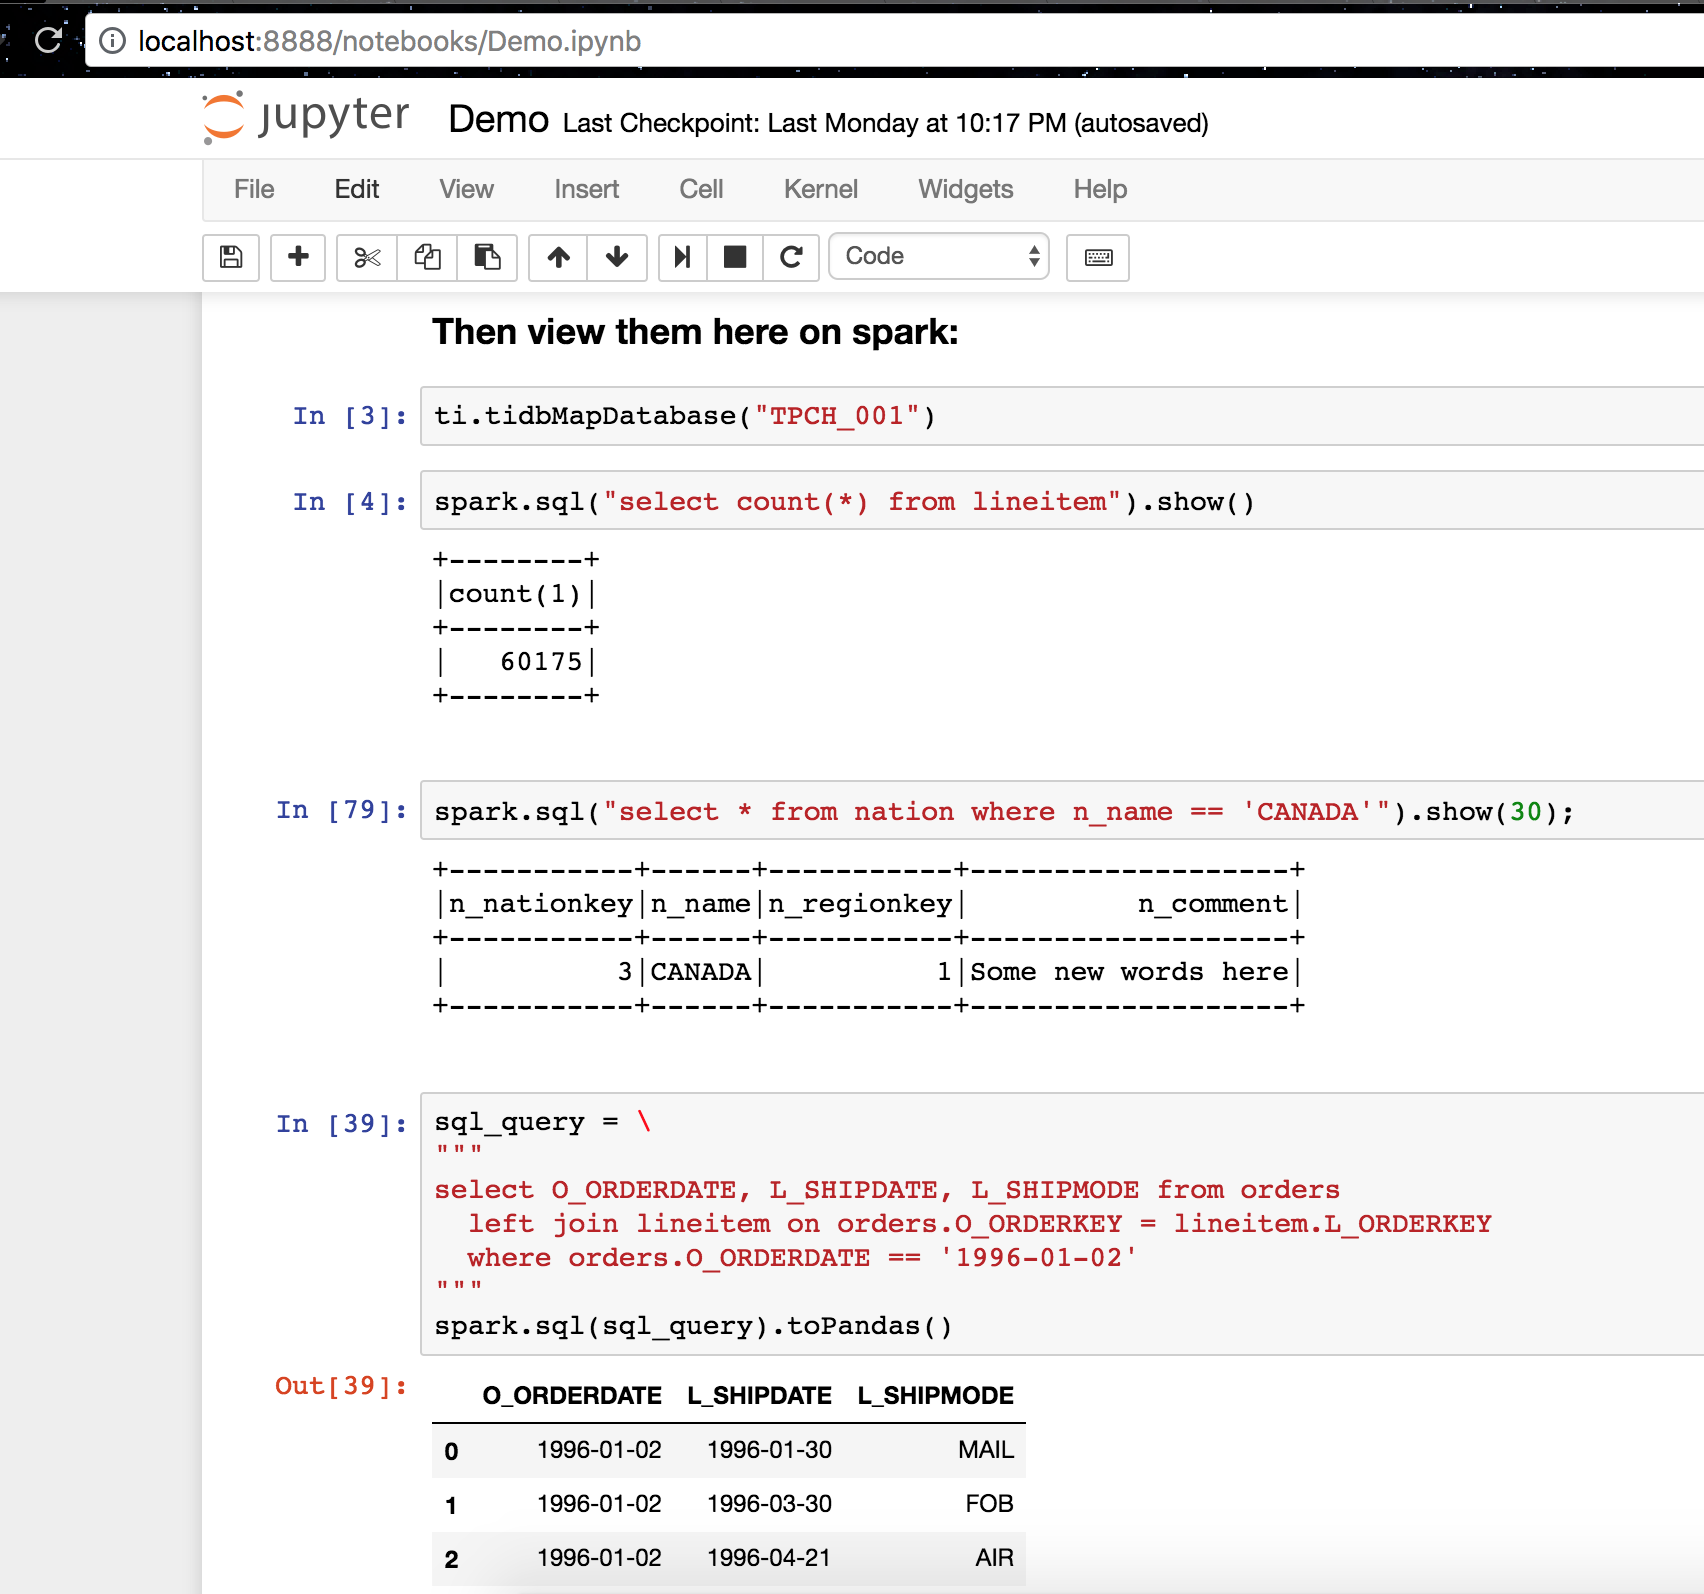 localhost:8888/notebooks/Demo.ipynb
jupyter Demo Last Checkpoint: Last Monday at 10:17 PM (autosaved)
File Edit View Insert Cell Kernel Widgets Help
Code
Then view them here on spark:
In [3]: ti.tidbMapDatabase("TPCH_001")
In [4]: spark.sql("select count(*) from lineitem").show()
+--------+
|count(1)|
+--------+
|   60175|
+--------+
In [79]: spark.sql("select * from nation where n_name == 'CANADA'").show(30);
+-----------+------+-----------+-------------------+
|n_nationkey|n_name|n_regionkey|          n_comment|
+-----------+------+-----------+-------------------+
|          3|CANADA|          1|Some new words here|
+-----------+------+-----------+-------------------+
In [39]: sql_query = \
"""
select O_ORDERDATE, L_SHIPDATE, L_SHIPMODE from orders
  left join lineitem on orders.O_ORDERKEY = lineitem.L_ORDERKEY
  where orders.O_ORDERDATE == '1996-01-02'
"""
spark.sql(sql_query).toPandas()
Out[39]:
O_ORDERDATE L_SHIPDATE L_SHIPMODE
0 1996-01-02 1996-01-30 MAIL
1 1996-01-02 1996-03-30 FOB
2 1996-01-02 1996-04-21 AIR